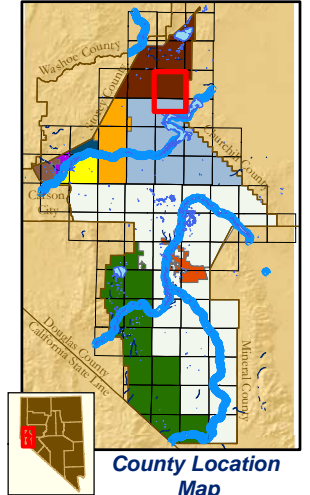 Washoe County
Storey County
Churchill County
Carson
City
Douglas County
California State Line
Mineral County
County Location
Map